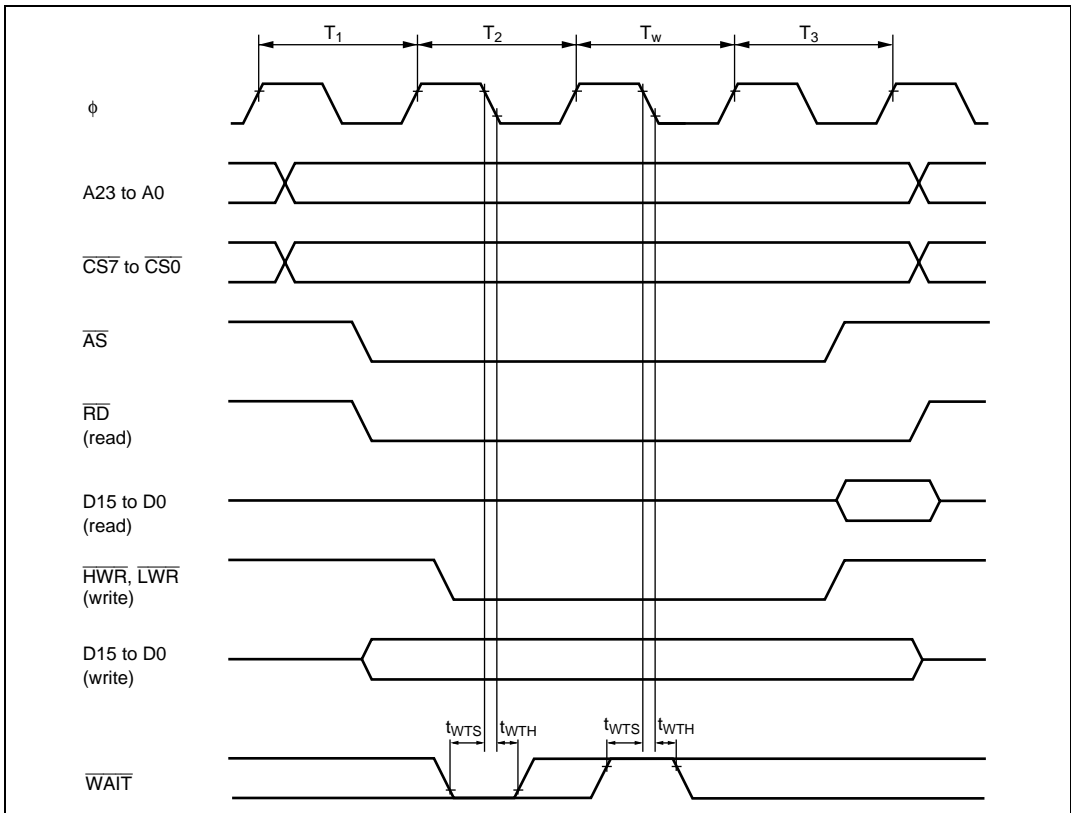 T1 T2 Tw T3
φ
A23 to A0
CS7 to CS0
AS
RD
(read)
D15 to D0
(read)
HWR, LWR
(write)
D15 to D0
(write)
tWTS tWTH tWTS tWTH
WAIT